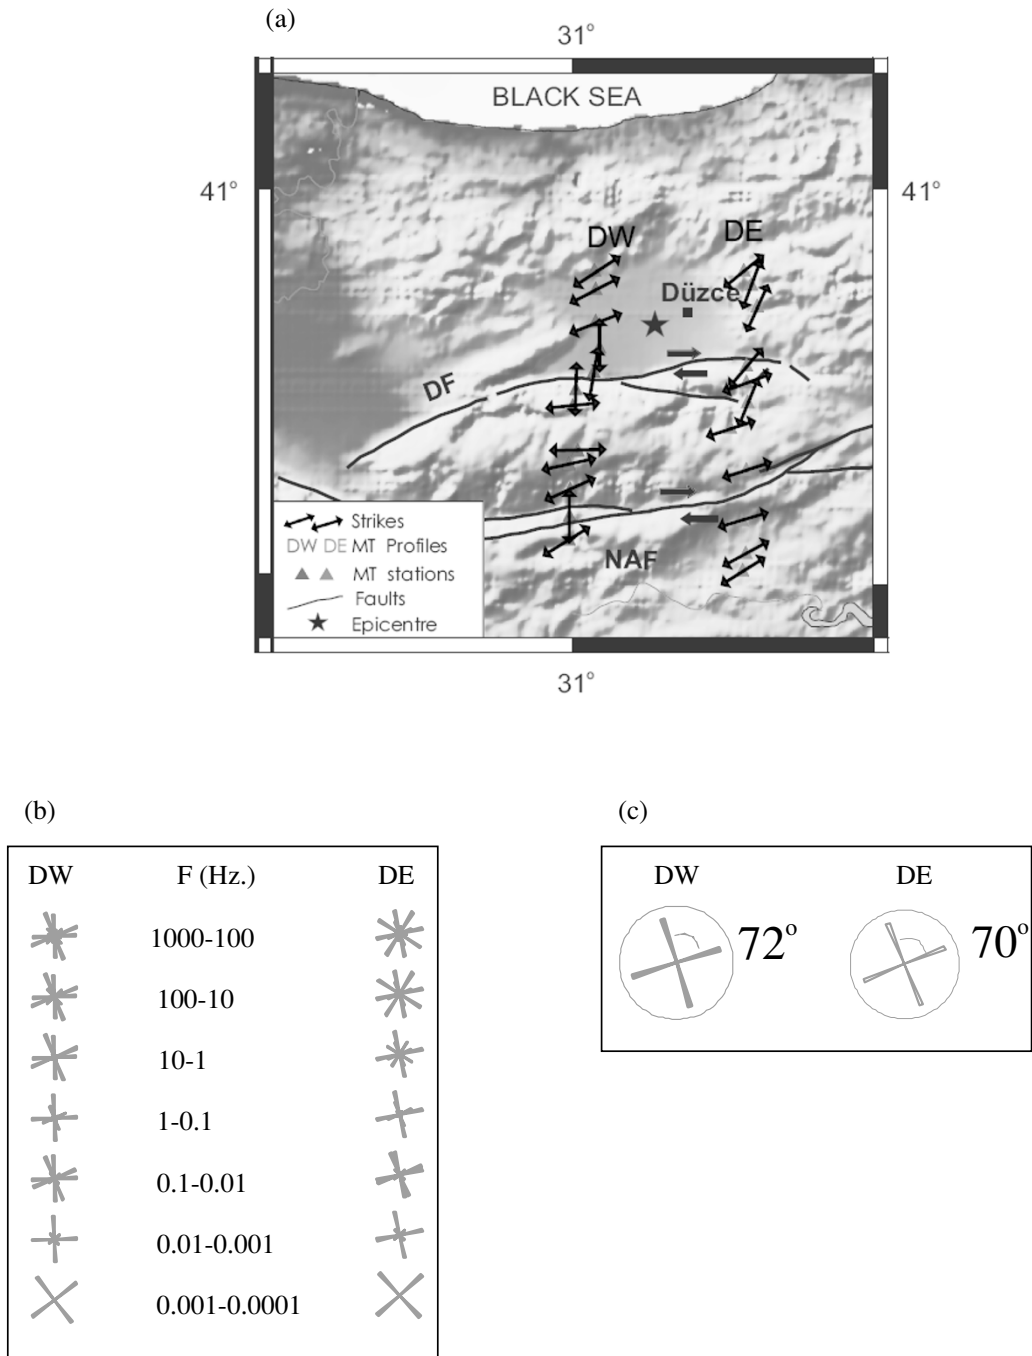 (a)
31°
BLACK SEA
41°
41°
DW
DE
Düzce
DF
Strikes
DW DE MT Profiles
MT stations
Faults
Epicentre
NAF
31°
(b)
DW F (Hz.) DE
1000-100
100-10
10-1
1-0.1
0.1-0.01
0.01-0.001
0.001-0.0001
(c)
DW DE
72° 70°